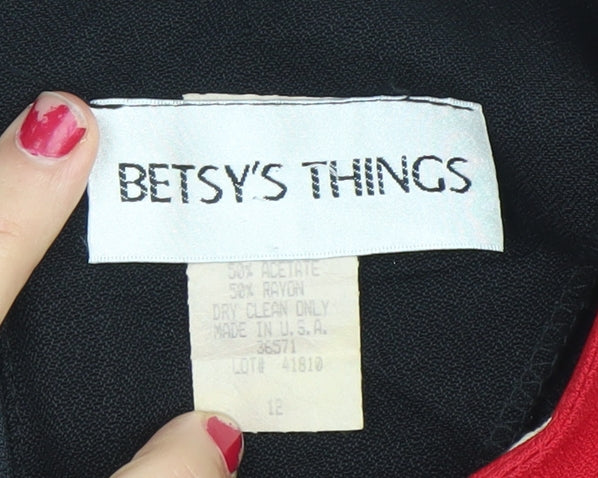 BETSY'S THINGS
50% ACETATE
50% RAYON
DRY CLEAN ONLY
MADE IN U.S.A.
36571
LOT# 41810
12